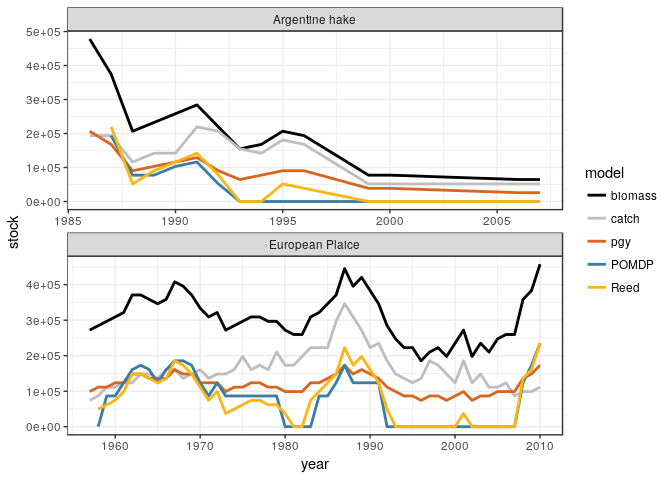 Argentine hake
5e+05
4e+05
3e+05
2e+05
1e+05
0e+00
1985 1990 1995 2000 2005
stock
European Plaice
4e+05
3e+05
2e+05
1e+05
0e+00
1960 1970 1980 1990 2000 2010
year
model
biomass
catch
pgy
POMDP
Reed